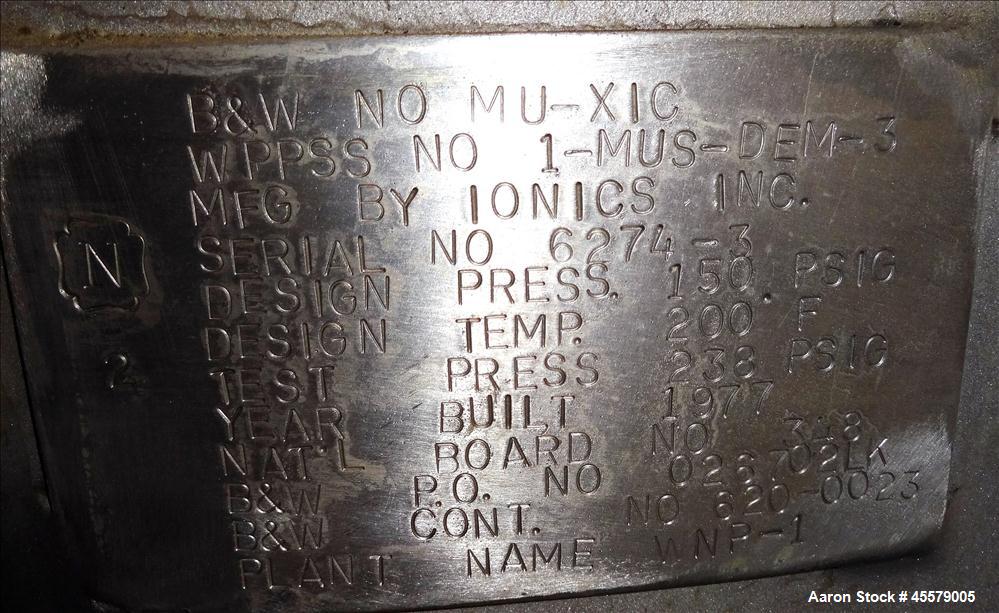 B&W NO MU-XIC
WPPSS NO 1-MUS-DEM-3
MFG BY IONICS INC.
SERIAL NO 6274-3
N
DESIGN PRESS. 150. PSIG
DESIGN TEMP. 200 F
2
TEST PRESS 238 PSIG
YEAR BUILT 1977
NAT'L BOARD NO 348
B&W P.O. NO 026702LK
B&W CONT. NO 620-0023
PLANT NAME WNP-1
Aaron Stock # 45579005